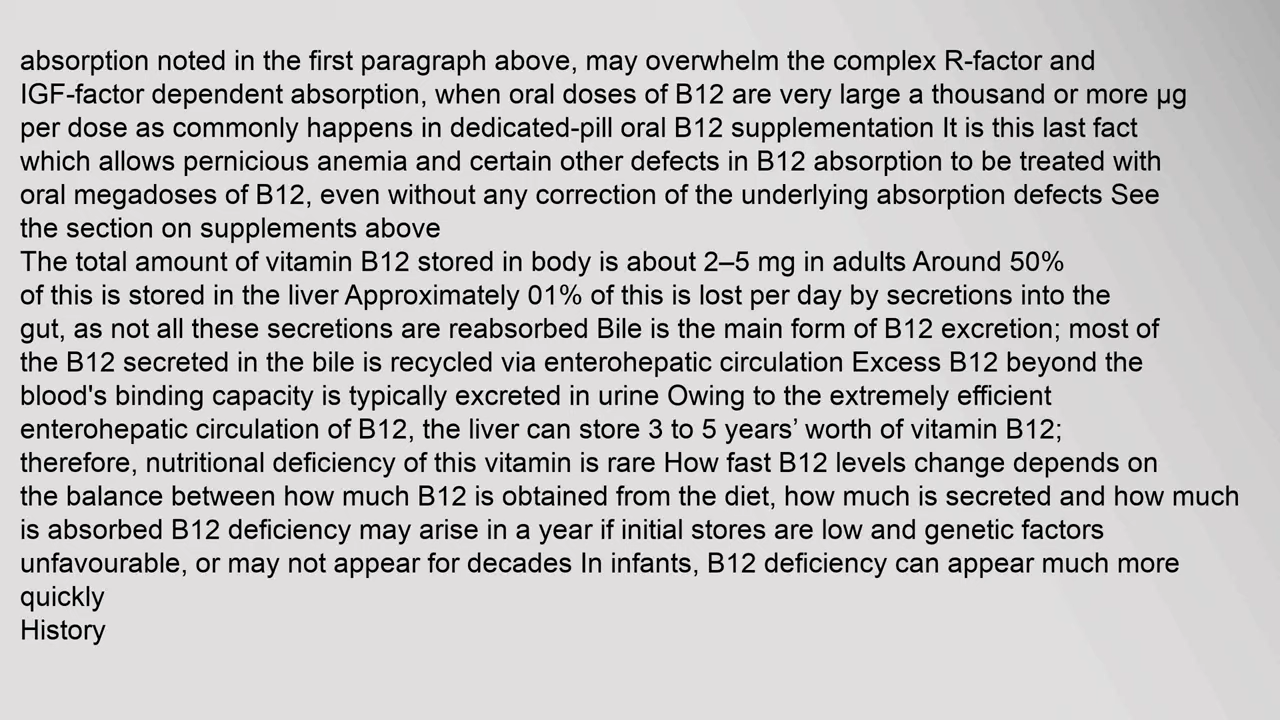 absorption noted in the first paragraph above, may overwhelm the complex R-factor and
IGF-factor dependent absorption, when oral doses of B12 are very large a thousand or more µg
per dose as commonly happens in dedicated-pill oral B12 supplementation It is this last fact
which allows pernicious anemia and certain other defects in B12 absorption to be treated with
oral megadoses of B12, even without any correction of the underlying absorption defects See
the section on supplements above
The total amount of vitamin B12 stored in body is about 2–5 mg in adults Around 50%
of this is stored in the liver Approximately 01% of this is lost per day by secretions into the
gut, as not all these secretions are reabsorbed Bile is the main form of B12 excretion; most of
the B12 secreted in the bile is recycled via enterohepatic circulation Excess B12 beyond the
blood's binding capacity is typically excreted in urine Owing to the extremely efficient
enterohepatic circulation of B12, the liver can store 3 to 5 years’ worth of vitamin B12;
therefore, nutritional deficiency of this vitamin is rare How fast B12 levels change depends on
the balance between how much B12 is obtained from the diet, how much is secreted and how much
is absorbed B12 deficiency may arise in a year if initial stores are low and genetic factors
unfavourable, or may not appear for decades In infants, B12 deficiency can appear much more
quickly
History